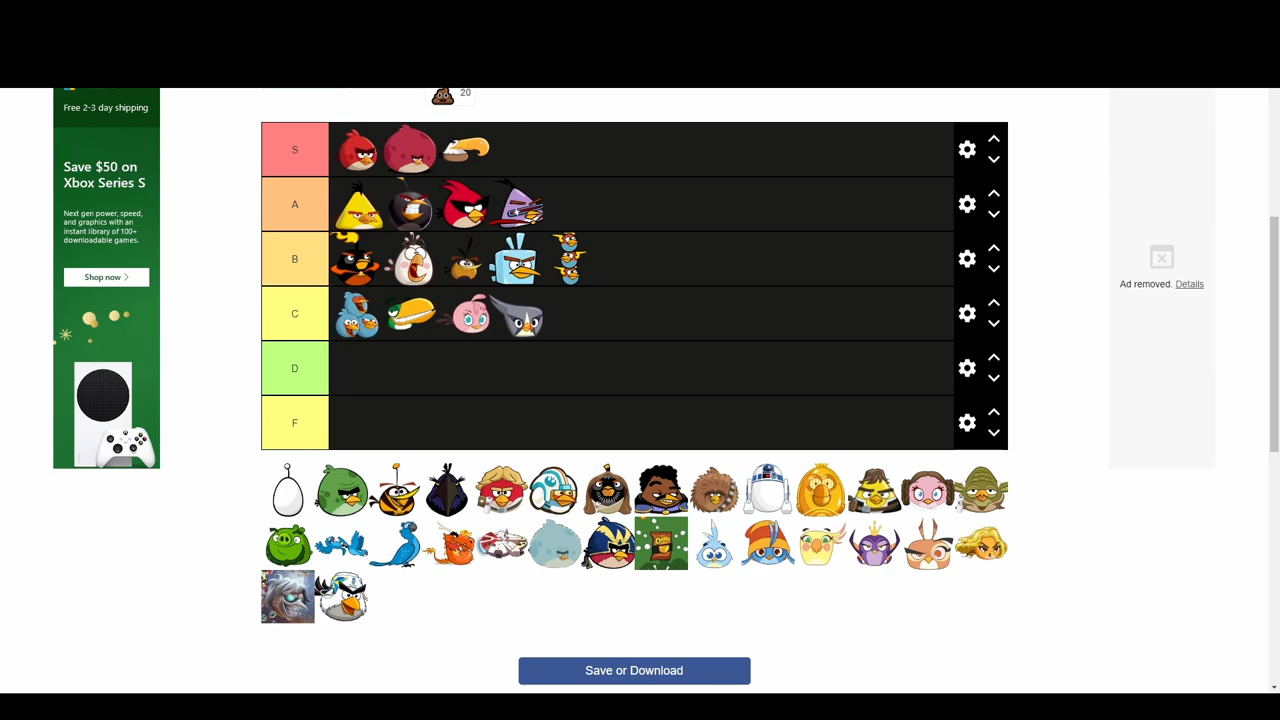 Free 2-3 day shipping
20
Save $50 on
Xbox Series S
Next gen power, speed,
and graphics with an
instant library of 100+
downloadable games.
Shop now
S
A
B
C
D
F
Ad removed. Details
Save or Download